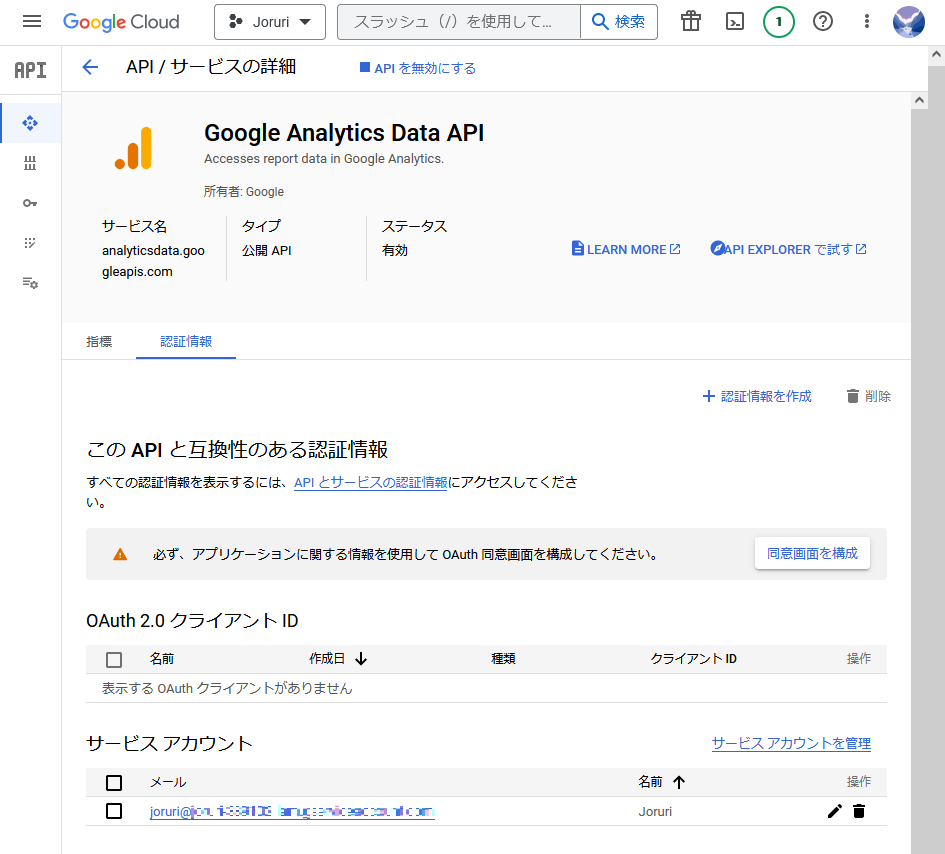 Google Cloud
Joruri
スラッシュ（/）を使用して...
検索
1
API
API / サービスの詳細
API を無効にする
Google Analytics Data API
Accesses report data in Google Analytics.
所有者: Google
サービス名
analyticsdata.goo
gleapis.com
タイプ
公開 API
ステータス
有効
LEARN MORE
API EXPLORER で試す
指標
認証情報
認証情報を作成
削除
この API と互換性のある認証情報
すべての認証情報を表示するには、API とサービスの認証情報にアクセスしてくださ
い。
必ず、アプリケーションに関する情報を使用して OAuth 同意画面を構成してください。
同意画面を構成
OAuth 2.0 クライアント ID
名前 作成日 種類 クライアント ID 操作
表示する OAuth クライアントがありません
サービス アカウント
サービス アカウントを管理
メール 名前 操作
joruri@ Joruri